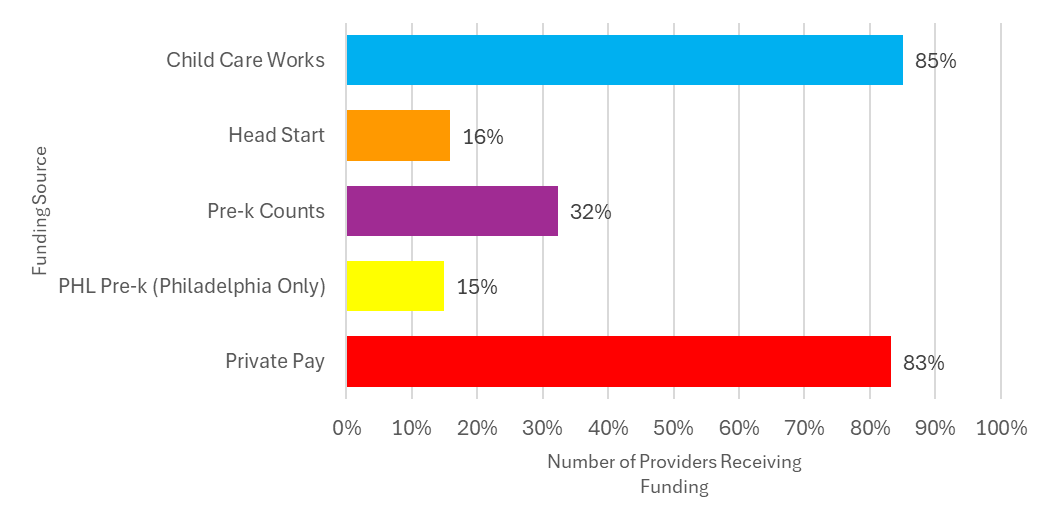 Funding Source
Child Care Works
85%
Head Start
16%
Pre-k Counts
32%
PHL Pre-k (Philadelphia Only)
15%
Private Pay
83%
0% 10% 20% 30% 40% 50% 60% 70% 80% 90% 100%
Number of Providers Receiving
Funding